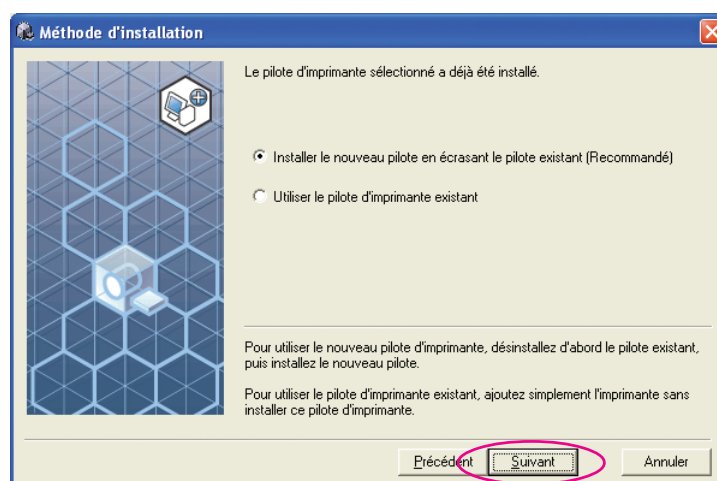 Méthode d'installation
Le pilote d'imprimante sélectionné a déjà été installé.
Installer le nouveau pilote en écrasant le pilote existant (Recommandé)
Utiliser le pilote d'imprimante existant
Pour utiliser le nouveau pilote d'imprimante, désinstallez d'abord le pilote existant,
puis installez le nouveau pilote.
Pour utiliser le pilote d'imprimante existant, ajoutez simplement l'imprimante sans
installer ce pilote d'imprimante.
Précédent Suivant Annuler